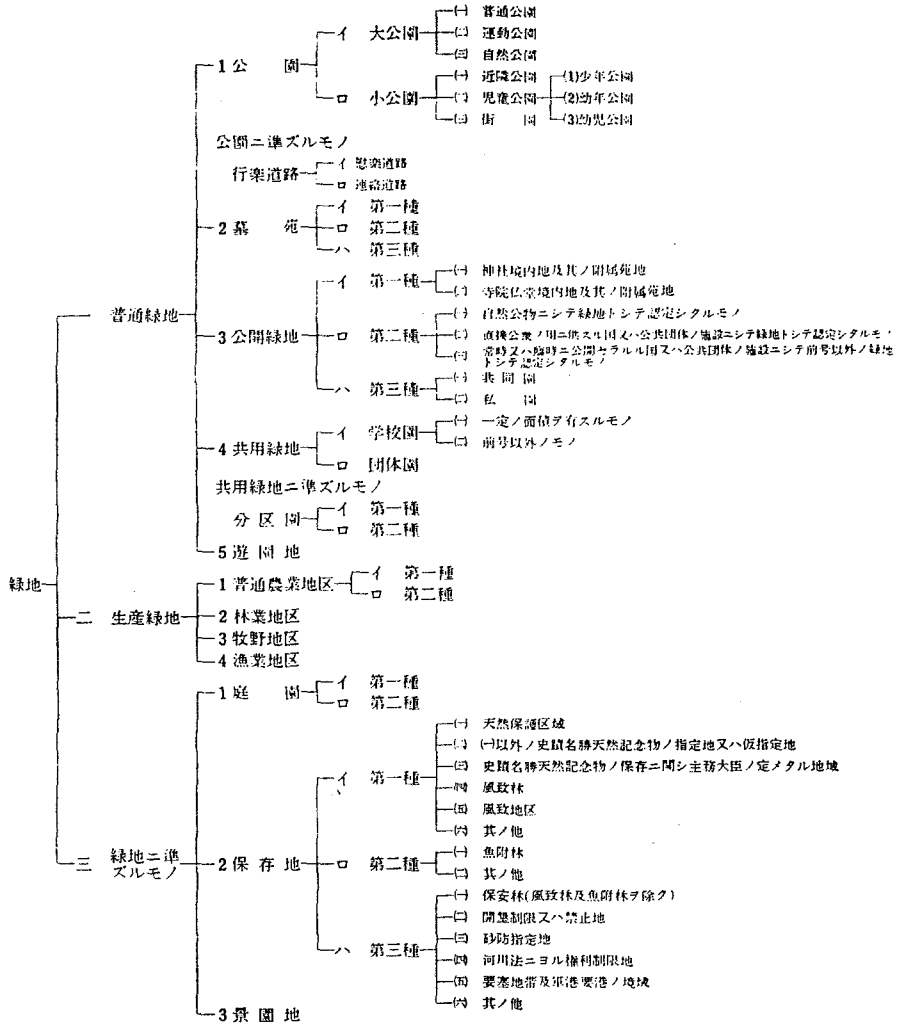 緑地
一 普通緑地
1 公園
イ 大公園
(一) 普通公園
(二) 運動公園
(三) 自然公園
ロ 小公園
(一) 近隣公園
(二) 児童公園
(1)少年公園
(2)幼年公園
(3)幼児公園
(三) 街園
公園ニ準ズルモノ
行楽道路
イ 慰楽道路
ロ 連絡道路
2 墓苑
イ 第一種
ロ 第二種
ハ 第三種
3 公開緑地
イ 第一種
(一) 神社境内地及其ノ附属苑地
(二) 寺院仏堂境内地及其ノ附属苑地
ロ 第二種
(一) 自然公物ニシテ緑地トシテ認定シタルモノ
(二) 直接公衆ノ用ニ供スル国又ハ公共団体ノ施設ニシテ緑地トシテ認定シタルモノ
(三) 常時又ハ臨時ニ公開セラルル国又ハ公共団体ノ施設ニシテ前号以外ノ緑地
トシテ認定シタルモノ
ハ 第三種
(一) 共同園
(二) 私園
4 共用緑地
イ 学校園
(一) 一定ノ面積ヲ有スルモノ
(二) 前号以外ノモノ
ロ 団体園
共用緑地ニ準ズルモノ
分区園
イ 第一種
ロ 第二種
5 遊園地
二 生産緑地
1 普通農業地区
イ 第一種
ロ 第二種
2 林業地区
3 牧野地区
4 漁業地区
三 緑地ニ準
ズルモノ
1 庭園
イ 第一種
ロ 第二種
2 保存地
イ 第一種
(一) 天然保護区域
(二) (一)以外ノ史蹟名勝天然記念物ノ指定地又ハ仮指定地
(三) 史蹟名勝天然記念物ノ保存ニ関シ主務大臣ノ定メタル地域
(四) 風致林
(五) 風致地区
(六) 其ノ他
ロ 第二種
(一) 魚附林
(二) 其ノ他
ハ 第三種
(一) 保安林(風致林及魚附林ヲ除ク)
(二) 開墾制限又ハ禁止地
(三) 砂防指定地
(四) 河川法ニヨル権利制限地
(五) 要塞地帯及軍港要港ノ境域
(六) 其ノ他
3 景園地